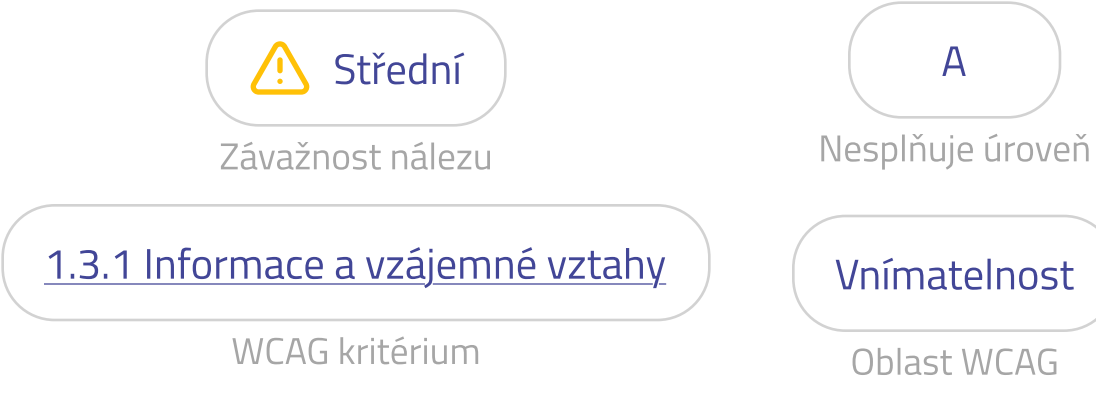 Střední
A
Závažnost nálezu
Nesplňuje úroveň
1.3.1 Informace a vzájemné vztahy
Vnímatelnost
WCAG kritérium
Oblast WCAG